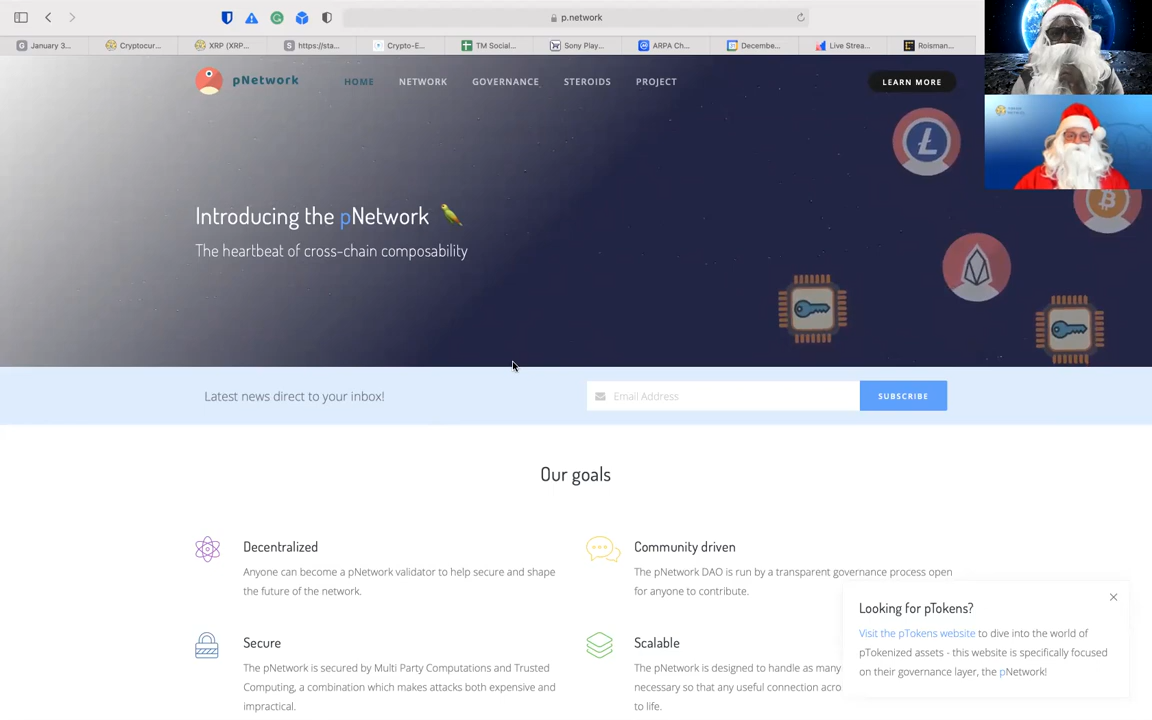 p.network
January 3...
Cryptocur...
XRP (XRP...
https://sta...
Crypto-E...
TM Social...
Sony Play...
ARPA Ch...
Decembe...
Live Strea...
Roisman...
pNetwork
HOME
NETWORK
GOVERNANCE
STEROIDS
PROJECT
LEARN MORE
Introducing the pNetwork
The heartbeat of cross-chain composability
Latest news direct to your inbox!
Email Address
SUBSCRIBE
Our goals
Decentralized
Anyone can become a pNetwork validator to help secure and shape
the future of the network.
Community driven
The pNetwork DAO is run by a transparent governance process open
for anyone to contribute.
Secure
The pNetwork is secured by Multi Party Computations and Trusted
Computing, a combination which makes attacks both expensive and
impractical.
Scalable
The pNetwork is designed to handle as many
necessary so that any useful connection acro
to life.
Looking for pTokens?
Visit the pTokens website to dive into the world of
pTokenized assets - this website is specifically focused
on their governance layer, the pNetwork!